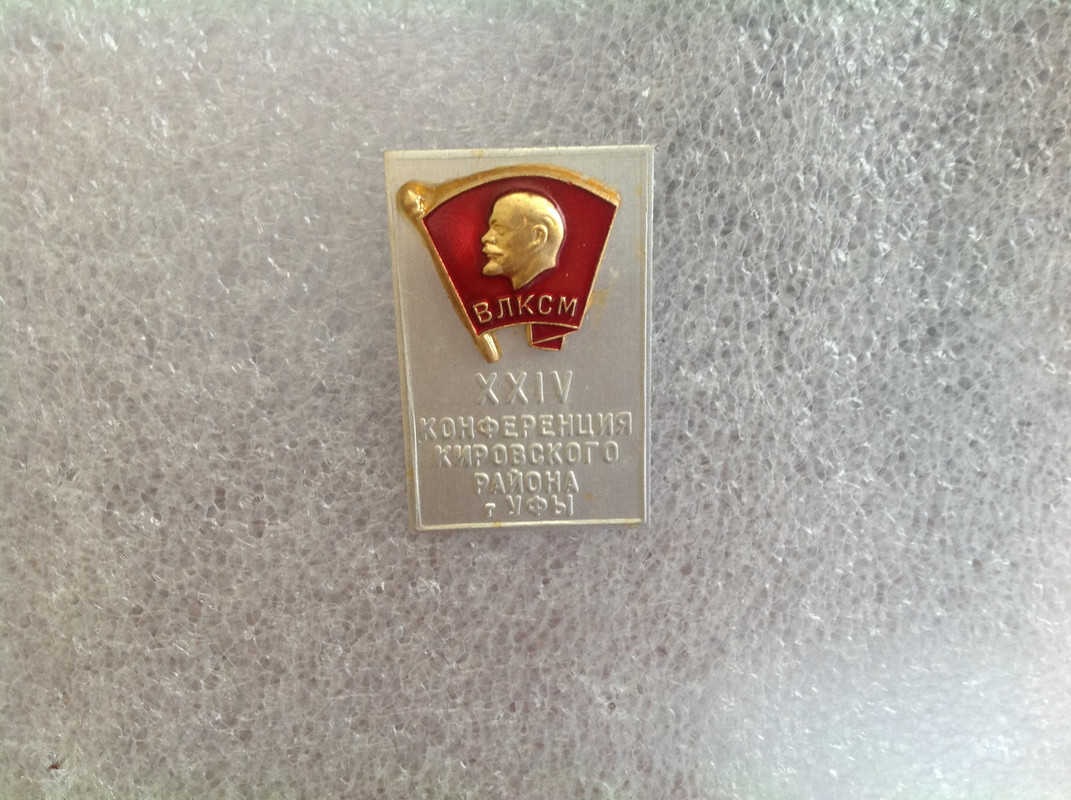 ВЛКСМ
XXIV
КОНФЕРЕНЦИЯ
КИРОВСКОГО
РАЙОНА
г УФЫ